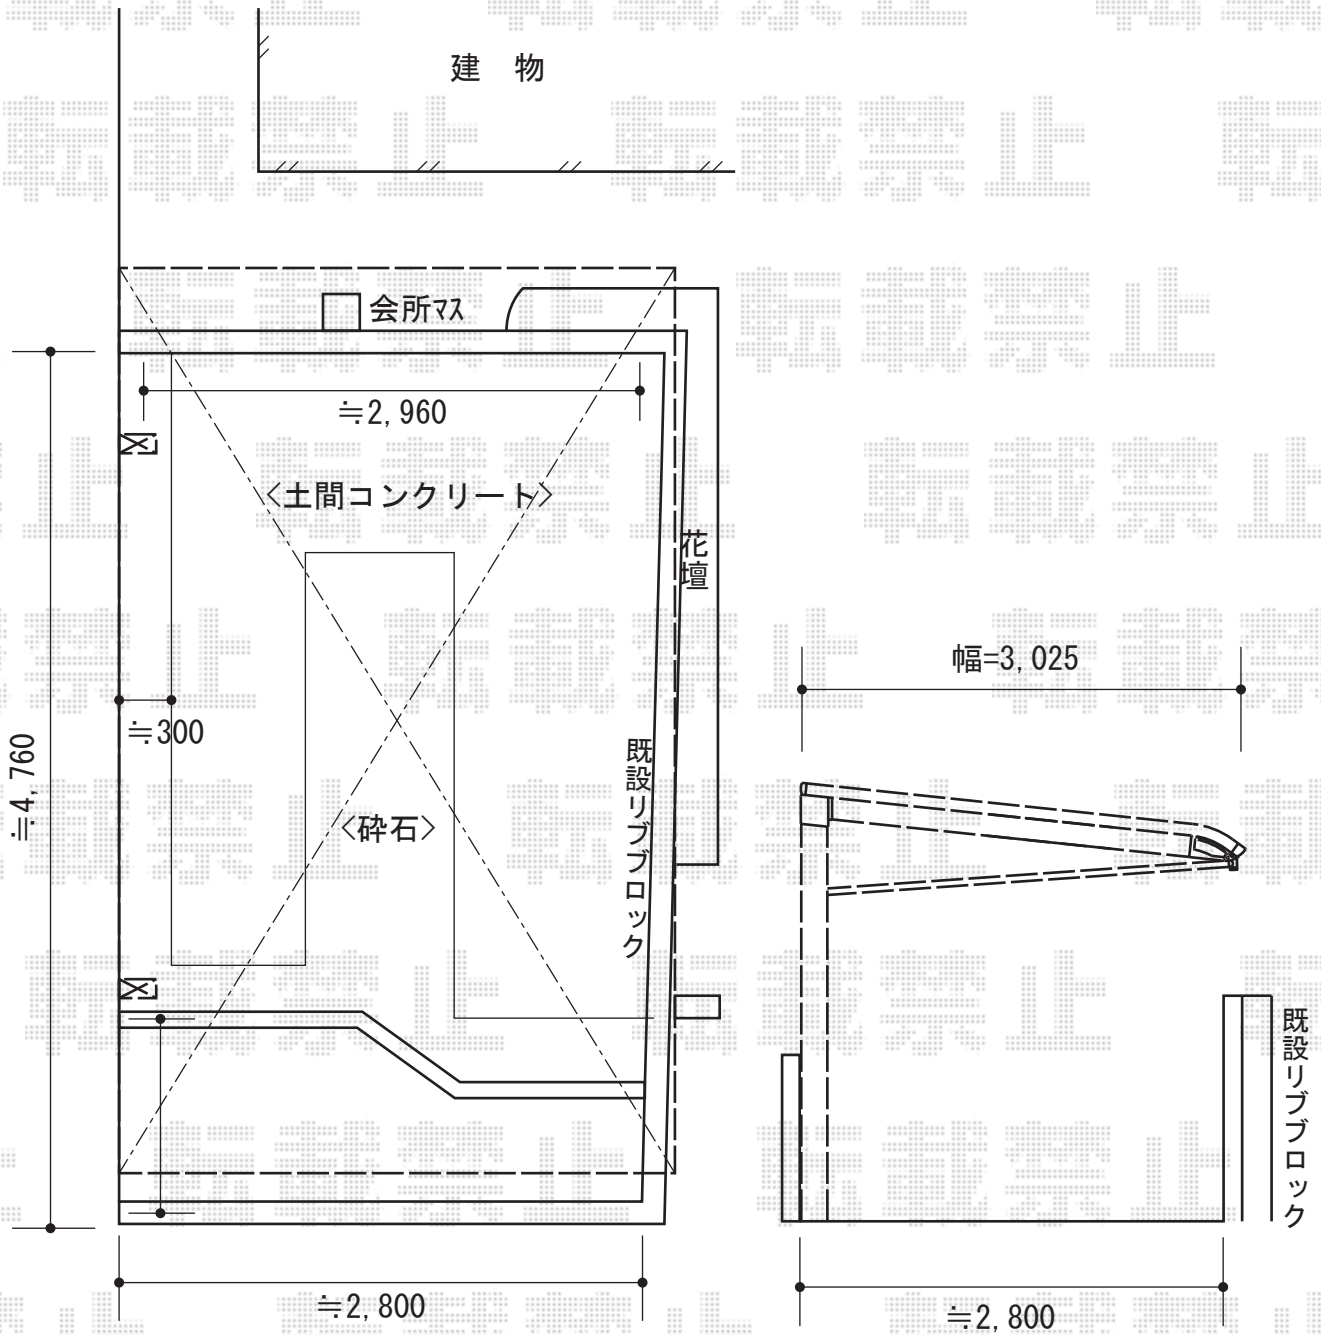 転載禁止
建 物
会所マス
≒2,960
<土間コンクリート>
花壇
≒300
≒4,760
既設リブブロック
<砕石>
≒2,800
幅=3,025
既設リブブロック
≒2,800